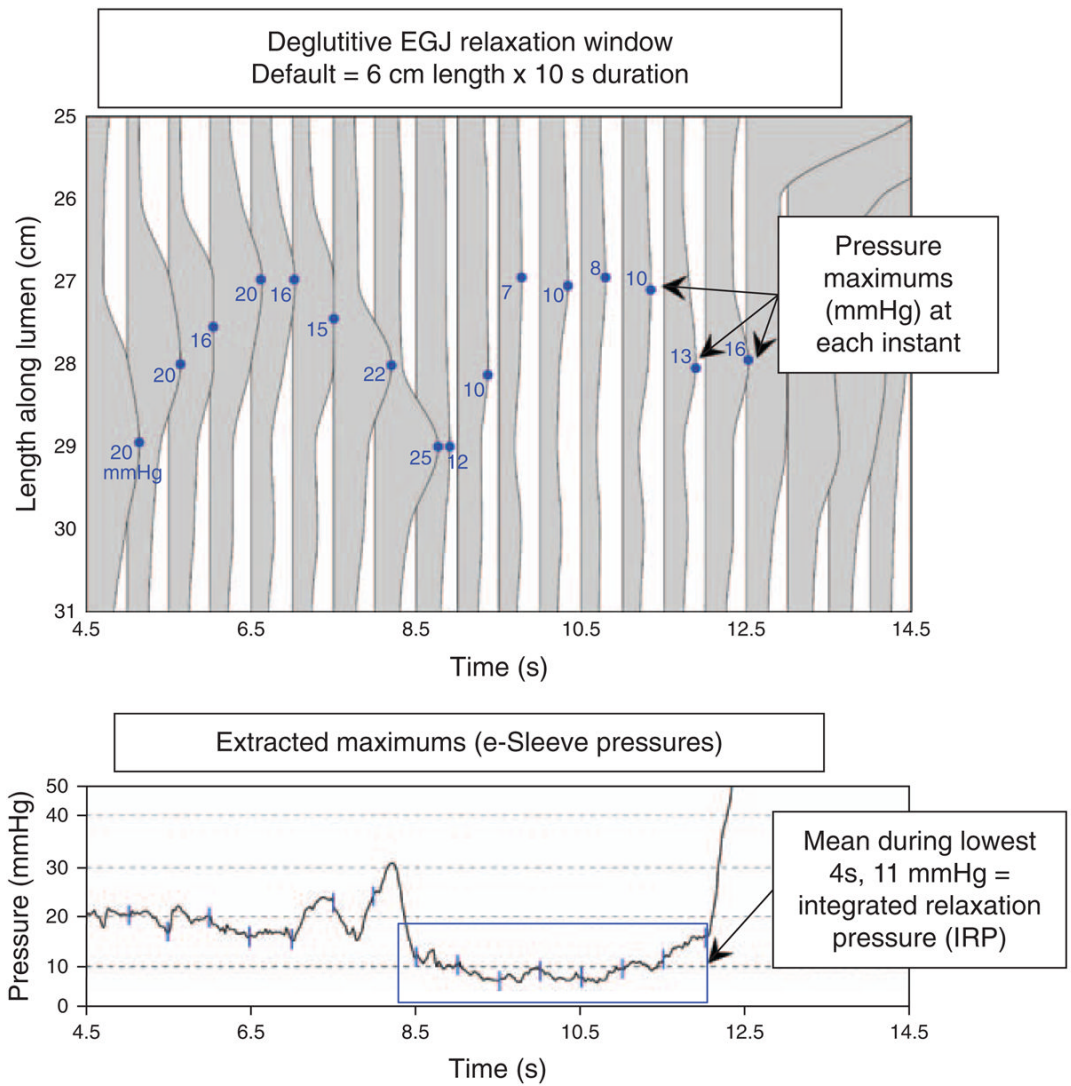 Deglutitive EGJ relaxation window
Default = 6 cm length x 10 s duration
Length along lumen (cm)
25
26
27
28
29
30
31
20
mmHg
20
16
20
16
15
22
25
12
10
7
10
8
10
13
16
Pressure
maximums
(mmHg) at
each instant
4.5
6.5
8.5
10.5
12.5
14.5
Time (s)
Extracted maximums (e-Sleeve pressures)
Pressure (mmHg)
50
40
30
20
10
0
Mean during lowest
4s, 11 mmHg =
integrated relaxation
pressure (IRP)
4.5
6.5
8.5
10.5
12.5
14.5
Time (s)